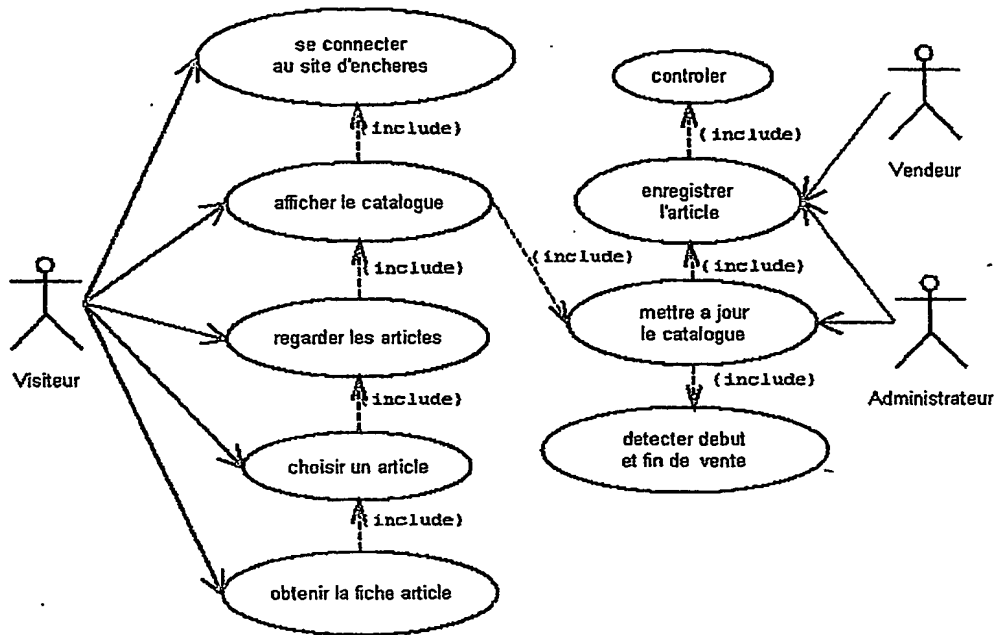 se connecter
au site d'encheres
controler
include)
(include)
Vendeur
afficher le catalogue
enregistrer
l'article
include)
(include)
(include)
regarder les articles
mettre a jour
le catalogue
Visiteur
include)
(include)
Administrateur
choisir un article
detecter debut
et fin de vente
include)
obtenir la fiche article